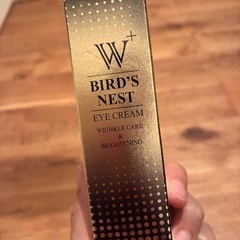 W+
BIRD'S
NEST
EYE CREAM
WRINKLE CARE
&
BRIGHTENING